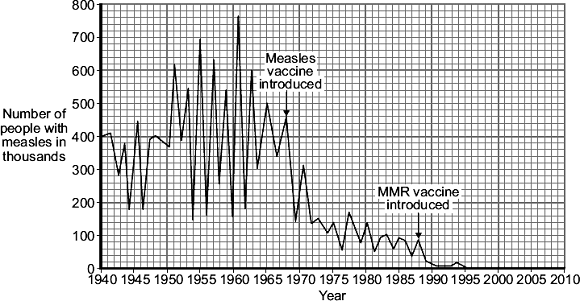 800
700
600
500
400
300
200
100
0
Number of
people with
measles in
thousands
Measles
vaccine
introduced
MMR vaccine
introduced
1940 1945 1950 1955 1960 1965 1970 1975 1980 1985 1990 1995 2000 2005 2010
Year